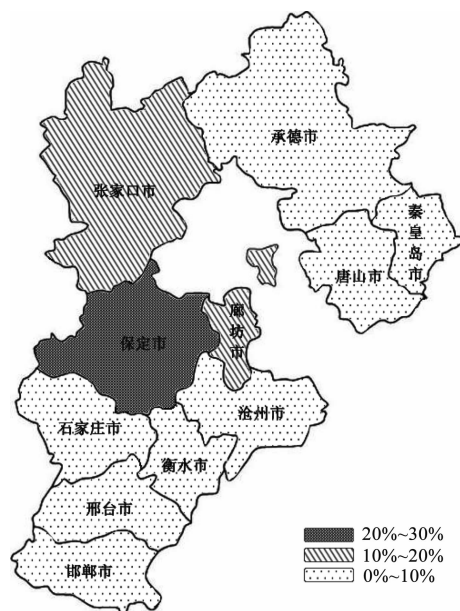 承德市
张家口市
秦皇岛市
唐山市
廊坊市
保定市
沧州市
石家庄市
衡水市
邢台市
邯郸市
20%~30%
10%~20%
0%~10%